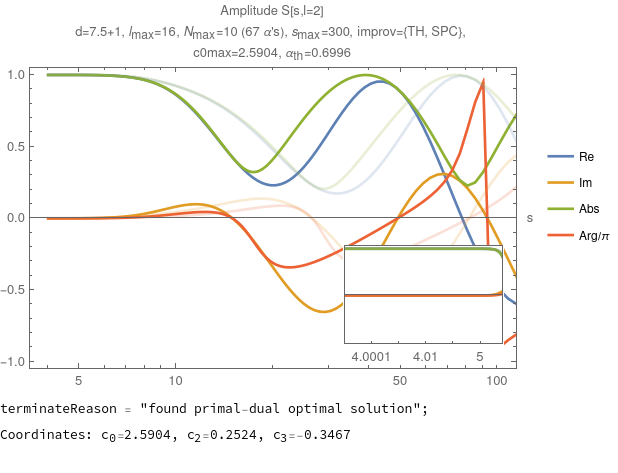 Amplitude S[s,l=2]
d=7.5+1, lmax=16, Nmax=10 (67 α's), smax=300, improv={TH, SPC},
c0max=2.5904, αth=0.6996
1.0
0.5
0.0
-0.5
-1.0
5
10
50
100
s
4.0001
4.01
5
Re
Im
Abs
Arg/π
terminateReason = "found primal-dual optimal solution";
Coordinates: c0=2.5904, c2=0.2524, c3=-0.3467